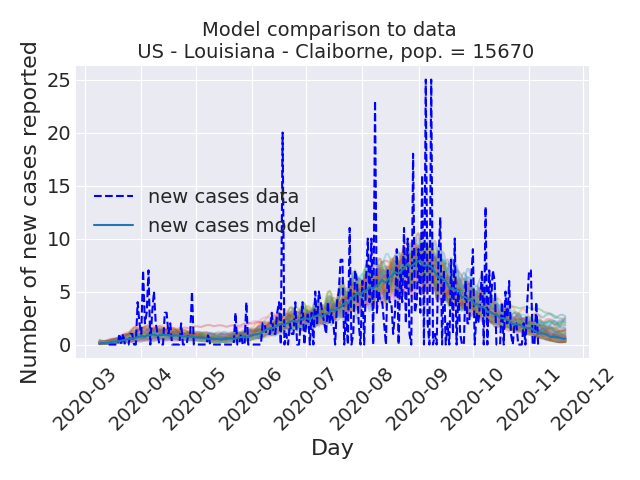 Model comparison to data
US - Louisiana - Claiborne, pop. = 15670
Number of new cases reported
25
20
15
10
5
0
new cases data
new cases model
2020-03
2020-04
2020-05
2020-06
2020-07
2020-08
2020-09
2020-10
2020-11
2020-12
Day